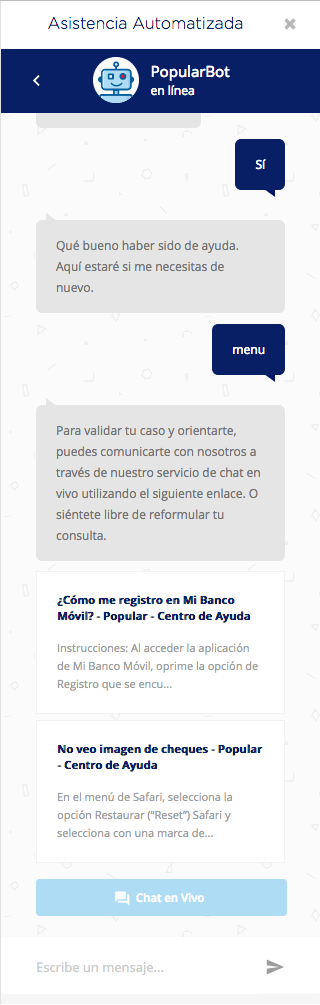 Asistencia Automatizada
PopularBot
en línea
Sí
Qué bueno haber sido de ayuda.
Aquí estaré si me necesitas de
nuevo.
menu
Para validar tu caso y orientarte,
puedes comunicarte con nosotros a
través de nuestro servicio de chat en
vivo utilizando el siguiente enlace. O
siéntete libre de reformular tu
consulta.
¿Cómo me registro en Mi Banco
Móvil? - Popular - Centro de Ayuda
Instrucciones: Al acceder la aplicación
de Mi Banco Móvil, oprime la opción de
Registro que se encu...
No veo imagen de cheques - Popular
- Centro de Ayuda
En el menú de Safari, selecciona la
opción Restaurar (“Reset”) Safari y
selecciona con una marca de...
Chat en Vivo
Escribe un mensaje...